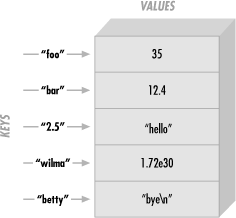 VALUES
KEYS
"foo" 35
"bar" 12.4
"2.5" "hello"
"wilma" 1.72e30
"betty" "bye\n"